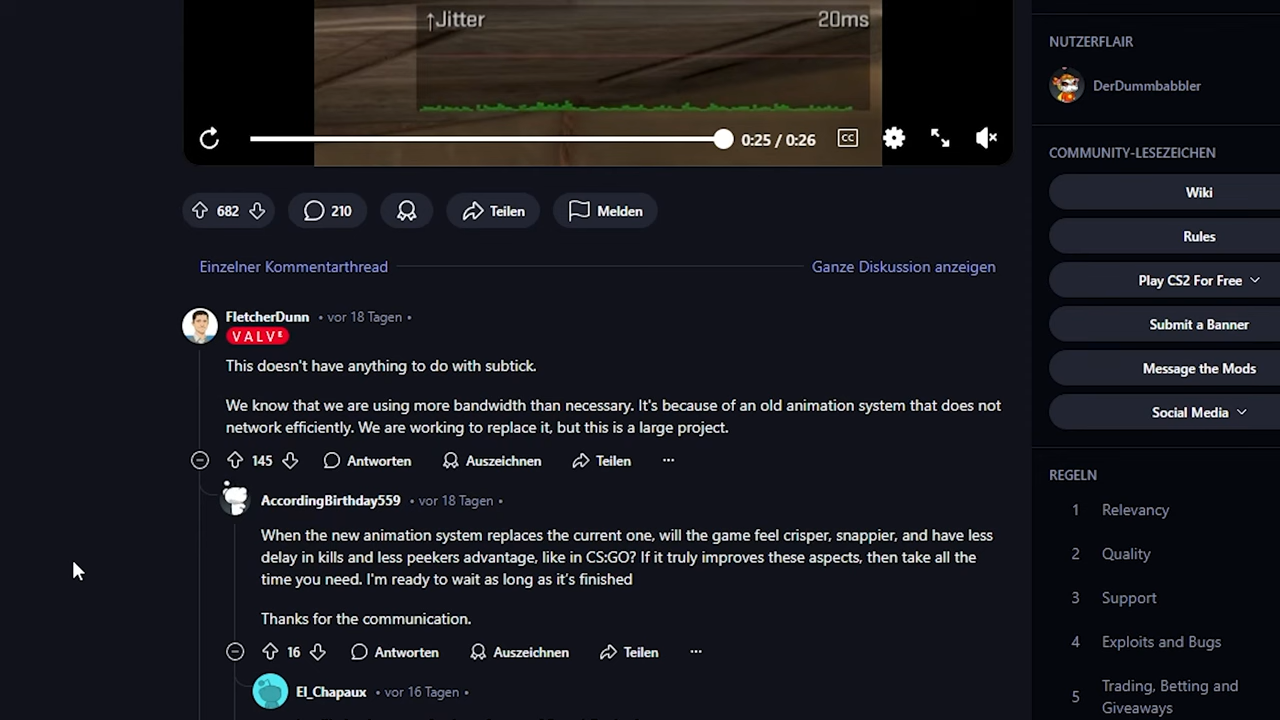 ↑Jitter 20ms
0:25 / 0:26 CC
682 210 Teilen Melden
Einzelner Kommentarthread Ganze Diskussion anzeigen
FletcherDunn • vor 18 Tagen •
VALVE
This doesn't have anything to do with subtick.
We know that we are using more bandwidth than necessary. It's because of an old animation system that does not
network efficiently. We are working to replace it, but this is a large project.
145 Antworten Auszeichnen Teilen ...
AccordingBirthday559 • vor 18 Tagen •
When the new animation system replaces the current one, will the game feel crisper, snappier, and have less
delay in kills and less peekers advantage, like in CS:GO? If it truly improves these aspects, then take all the
time you need. I'm ready to wait as long as it's finished
Thanks for the communication.
16 Antworten Auszeichnen Teilen ...
El_Chapaux • vor 16 Tagen •
NUTZERFLAIR
DerDummbabbler
COMMUNITY-LESEZEICHEN
Wiki
Rules
Play CS2 For Free
Submit a Banner
Message the Mods
Social Media
REGELN
1 Relevancy
2 Quality
3 Support
4 Exploits and Bugs
5 Trading, Betting and
Giveaways